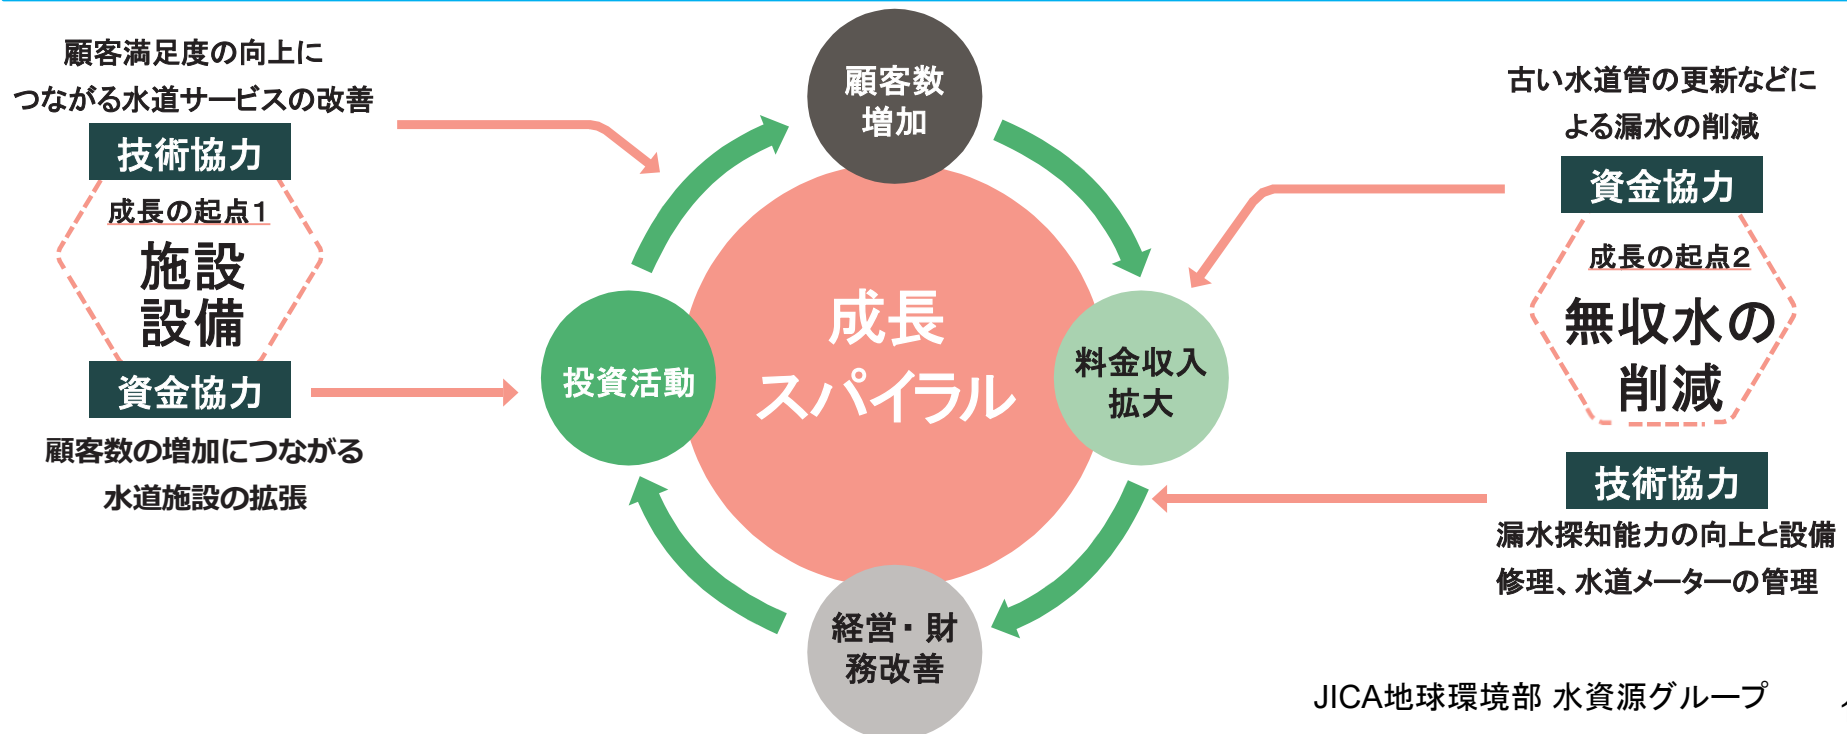 顧客満足度の向上に
つながる水道サービスの改善
技術協力
成長の起点1
施設
設備
資金協力
顧客数の増加につながる
水道施設の拡張
顧客数
増加
成長
スパイラル
投資活動
料金収入
拡大
経営・財
務改善
古い水道管の更新などに
よる漏水の削減
資金協力
成長の起点2
無収水の
削減
技術協力
漏水探知能力の向上と設備
修理、水道メーターの管理
JICA地球環境部 水資源グループ